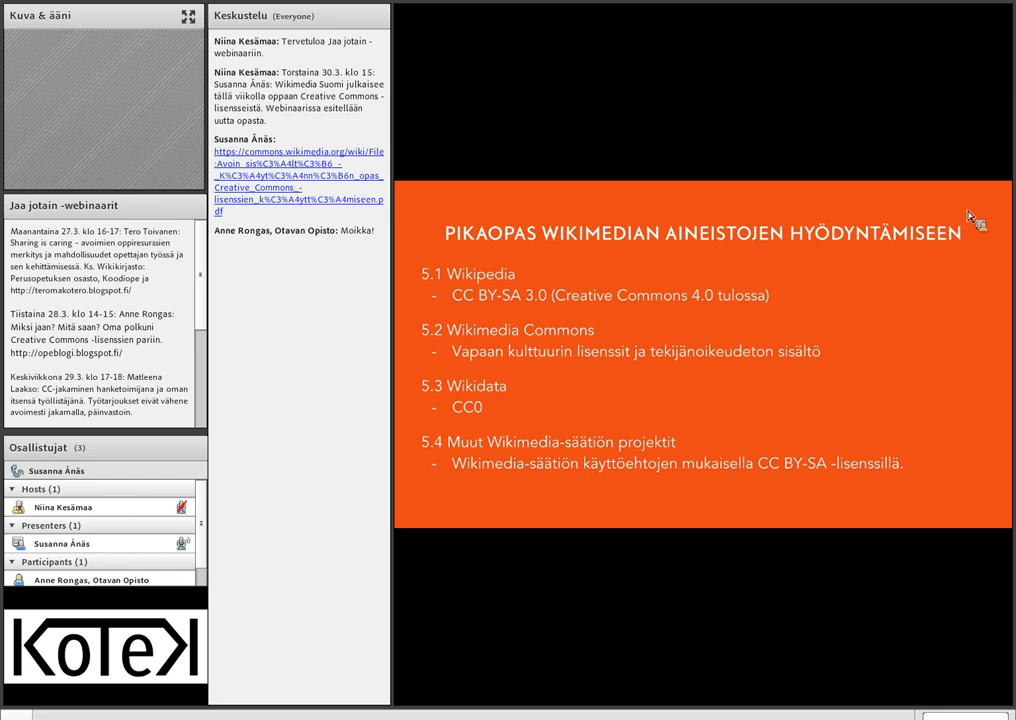 Kuva & ääni
Jaa jotain -webinaarit
Maanantaina 27.3. klo 16-17: Tero Toivanen:
Sharing is caring - avoimien oppiresurssien
merkitys ja mahdollisuudet opettajan työssä ja
sen kehittämisessä. Ks. Wikikirjasto:
Perusopetuksen osasto, Koodiope ja
http://teromakotero.blogspot.fi/
Tiistaina 28.3. klo 14-15: Anne Rongas:
Miksi jaan? Mitä saan? Oma polkuni
Creative Commons -lisenssien pariin.
http://opeblogi.blogspot.fi/
Keskiviikkona 29.3. klo 17-18: Matleena
Laakso: CC-jakaminen hanketoimijana ja oman
itsensä työllistäjänä. Työtarjoukset eivät vähene
avoimesti jakamalla, päinvastoin.
Osallistujat (3)
Susanna Ånäs
Hosts (1)
Niina Kesämaa
Presenters (1)
Susanna Ånäs
Participants (1)
Anne Rongas, Otavan Opisto
KoTeK
Keskustelu (Everyone)
Niina Kesämaa: Tervetuloa Jaa jotain -
webinaariin.
Niina Kesämaa: Torstaina 30.3. klo 15:
Susanna Ånäs: Wikimedia Suomi julkaisee
tällä viikolla oppaan Creative Commons -
lisensseistä. Webinaarissa esitellään
uutta opasta.
Susanna Ånäs:
https://commons.wikimedia.org/wiki/File
:Avoin_sis%C3%A4lt%C3%B6_-
_K%C3%A4yt%C3%A4nn%C3%B6n_opas_
Creative_Commons_-
lisenssien_k%C3%A4ytt%C3%A4miseen.p
df
Anne Rongas, Otavan Opisto: Moikka!
PIKAOPAS WIKIMEDIAN AINEISTOJEN HYÖDYNTÄMISEEN
5.1 Wikipedia
- CC BY-SA 3.0 (Creative Commons 4.0 tulossa)
5.2 Wikimedia Commons
- Vapaan kulttuurin lisenssit ja tekijänoikeudeton sisältö
5.3 Wikidata
- CC0
5.4 Muut Wikimedia-säätiön projektit
- Wikimedia-säätiön käyttöehtojen mukaisella CC BY-SA -lisenssillä.